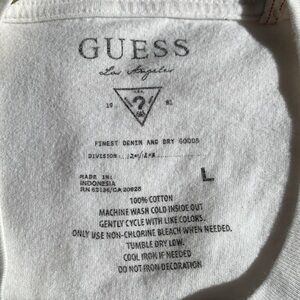 GUESS
Los Angeles
19 ? 81
FINEST DENIM AND DRY GOODS
DIVISION
MADE IN:
INDONESIA
L
100% COTTON
MACHINE WASH COLD INSIDE OUT
GENTLY CYCLE WITH LIKE COLORS.
ONLY USE NON-CHLORINE BLEACH WHEN NEEDED.
TUMBLE DRY LOW.
COOL IRON IF NEEDED
DO NOT FROM DECORATION